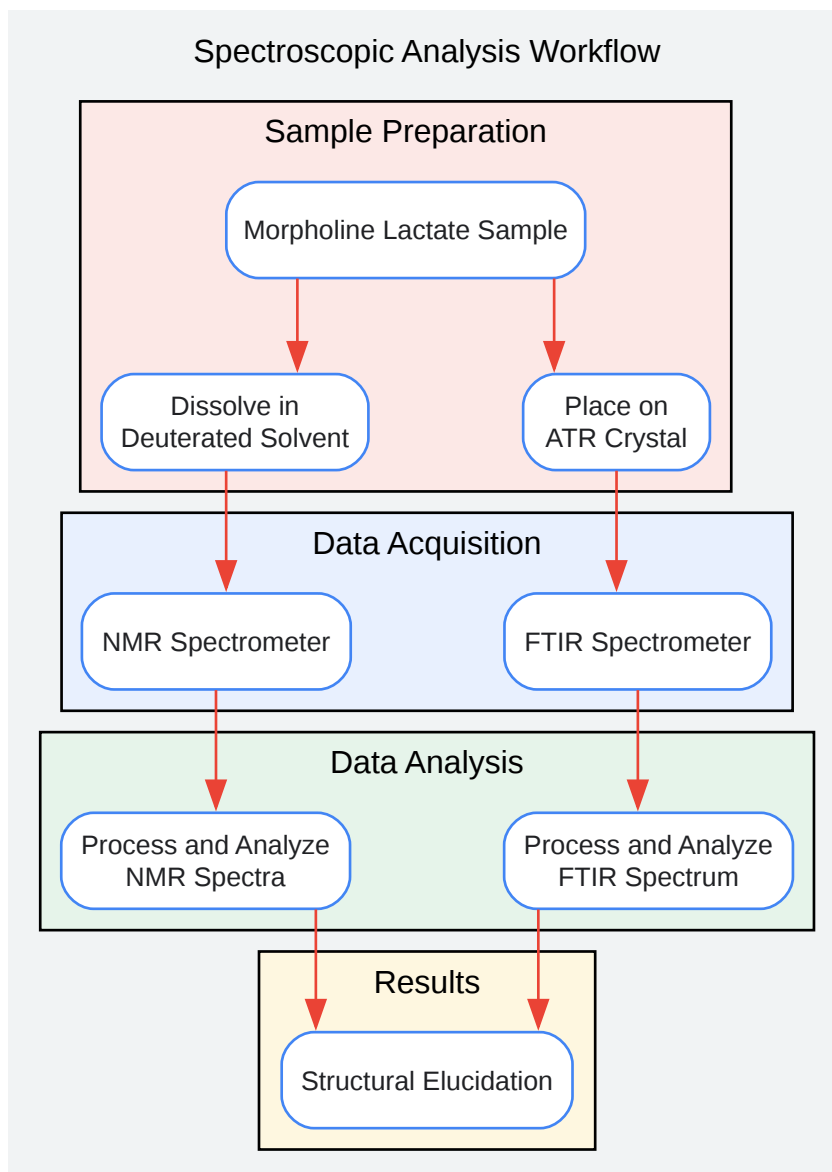 Spectroscopic Analysis Workflow
Sample Preparation
Morpholine Lactate Sample
Dissolve in
Deuterated Solvent
Place on
ATR Crystal
Data Acquisition
NMR Spectrometer
FTIR Spectrometer
Data Analysis
Process and Analyze
NMR Spectra
Process and Analyze
FTIR Spectrum
Results
Structural Elucidation